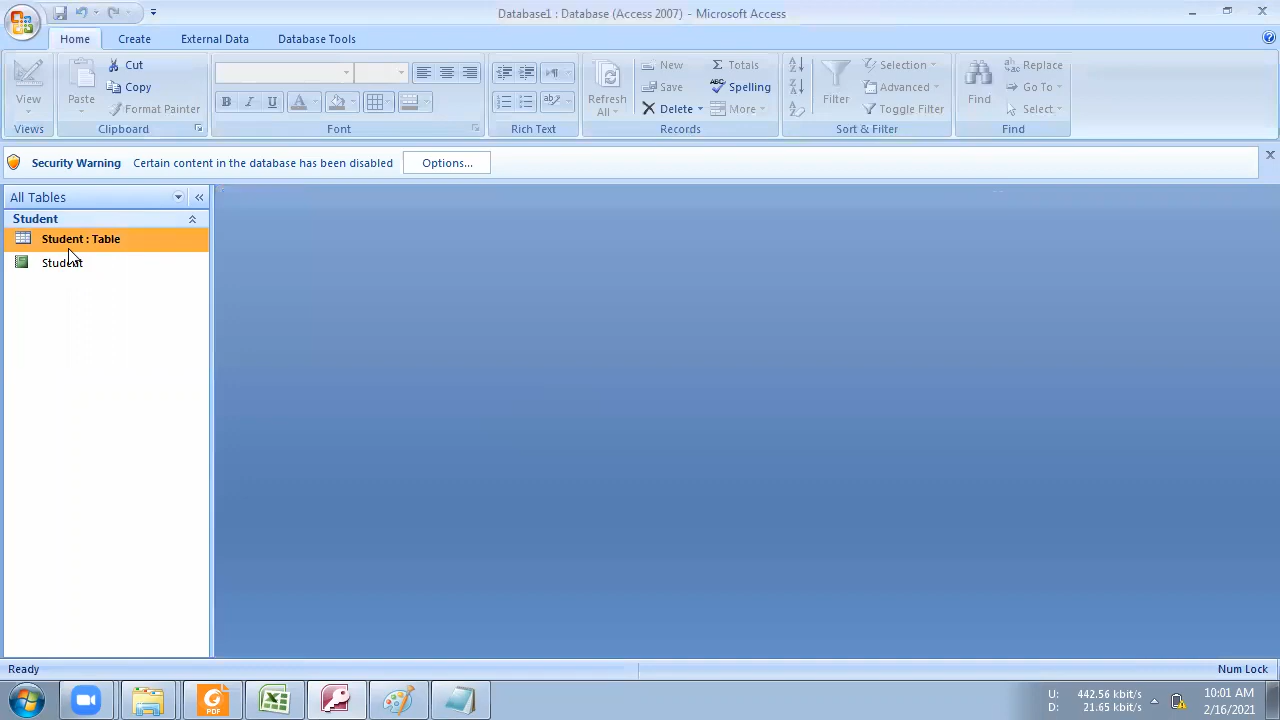 Database1 : Database (Access 2007) - Microsoft Access
Home Create External Data Database Tools
View
Views
Paste
Cut
Copy
Format Painter
Clipboard
B I U A
Font
Rich Text
Refresh All
New
Save
Delete
Totals
Spelling
More
Records
Filter
Selection
Advanced
Toggle Filter
Sort & Filter
Find
Replace
Go To
Select
Find
Security Warning Certain content in the database has been disabled Options...
All Tables
Student
Student : Table
Student
Ready Num Lock
U: 442.56 kbit/s
D: 21.65 kbit/s
10:01 AM
2/16/2021
PDF